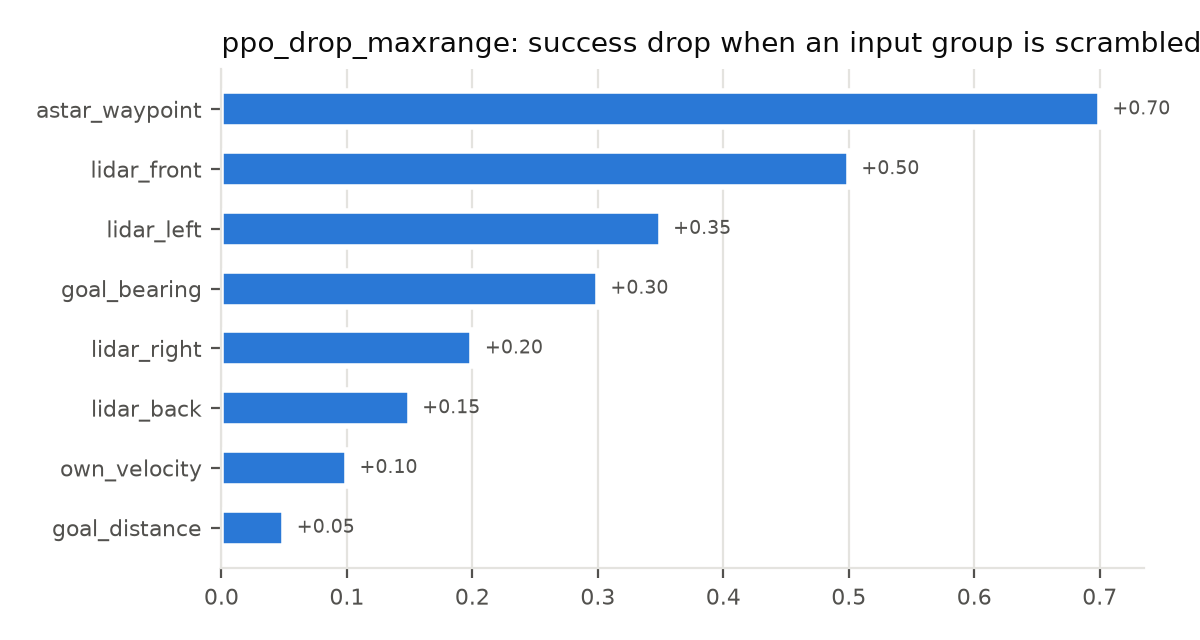 ppo_drop_maxrange: success drop when an input group is scrambled
astar_waypoint +0.70
lidar_front +0.50
lidar_left +0.35
goal_bearing +0.30
lidar_right +0.20
lidar_back +0.15
own_velocity +0.10
goal_distance +0.05
0.0 0.1 0.2 0.3 0.4 0.5 0.6 0.7